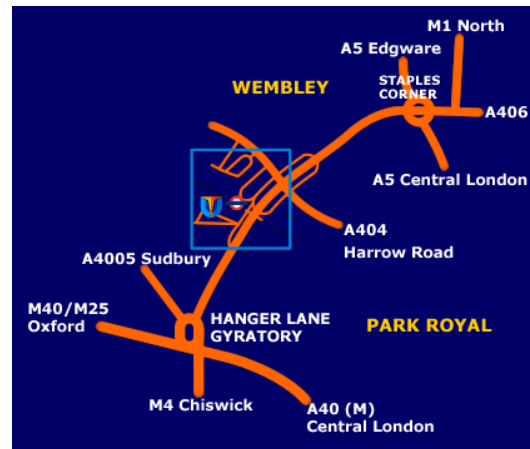 M1 North
A5 Edgware
STAPLES
CORNER
WEMBLEY
A406
A5 Central London
A404
Harrow Road
A4005 Sudbury
M40/M25
Oxford
HANGER LANE
GYRATORY
PARK ROYAL
M4 Chiswick
A40 (M)
Central London